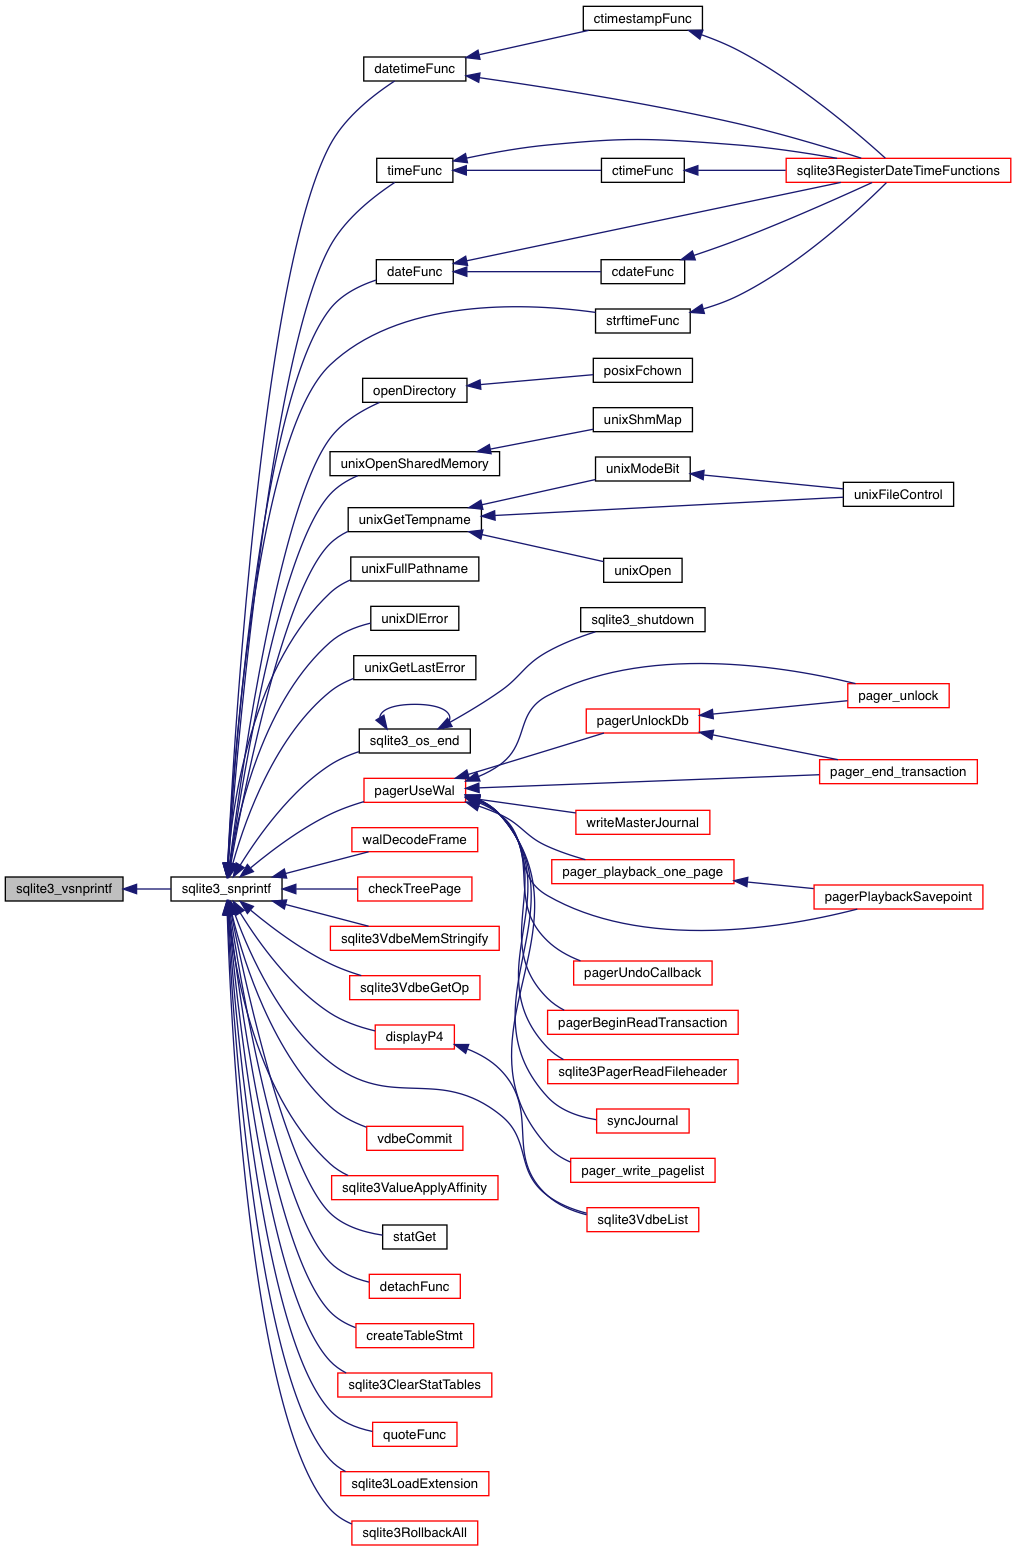 ctimestampFunc
datetimeFunc
timeFunc
ctimeFunc
sqlite3RegisterDateTimeFunctions
dateFunc
cdateFunc
strftimeFunc
posixFchown
openDirectory
unixShmMap
unixOpenSharedMemory
unixModeBit
unixFileControl
unixGetTempname
unixFullPathname
unixOpen
unixDlError
sqlite3_shutdown
unixGetLastError
pager_unlock
pagerUnlockDb
sqlite3_os_end
pager_end_transaction
pagerUseWal
writeMasterJournal
walDecodeFrame
pager_playback_one_page
sqlite3_vsnprintf
sqlite3_snprintf
checkTreePage
pagerPlaybackSavepoint
sqlite3VdbeMemStringify
pagerUndoCallback
sqlite3VdbeGetOp
pagerBeginReadTransaction
displayP4
sqlite3PagerReadFileheader
syncJournal
vdbeCommit
pager_write_pagelist
sqlite3ValueApplyAffinity
sqlite3VdbeList
statGet
detachFunc
createTableStmt
sqlite3ClearStatTables
quoteFunc
sqlite3LoadExtension
sqlite3RollbackAll